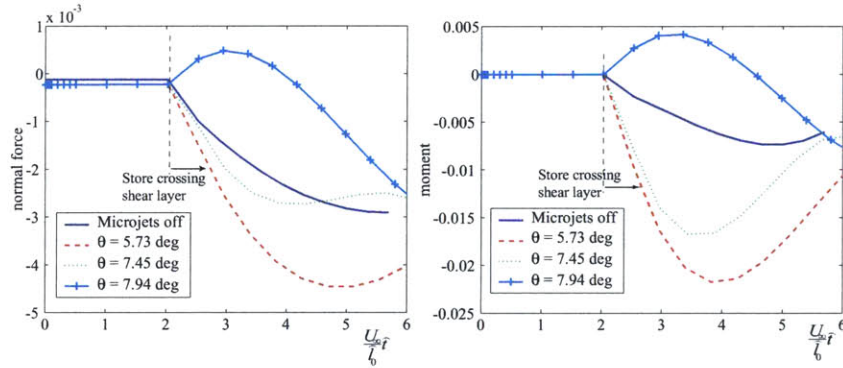 1 x 10⁻³
0
-1
-2
-3
-4
-5
normal force
Store crossing
shear layer
Microjets off
θ = 5.73 deg
θ = 7.45 deg
θ = 7.94 deg
0 1 2 3 4 5 6
U∞/l̂₀ t̂
0.005
0
-0.005
-0.01
-0.015
-0.02
-0.025
moment
Store crossing
shear layer
Microjets off
θ = 5.73 deg
θ = 7.45 deg
θ = 7.94 deg
0 1 2 3 4 5 6
U∞/l̂₀ t̂